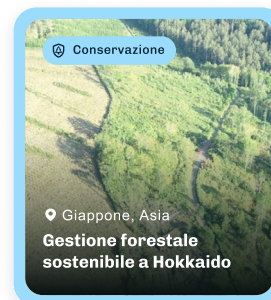 Conservazione
Giappone, Asia
Gestione forestale
sostenibile a Hokkaido